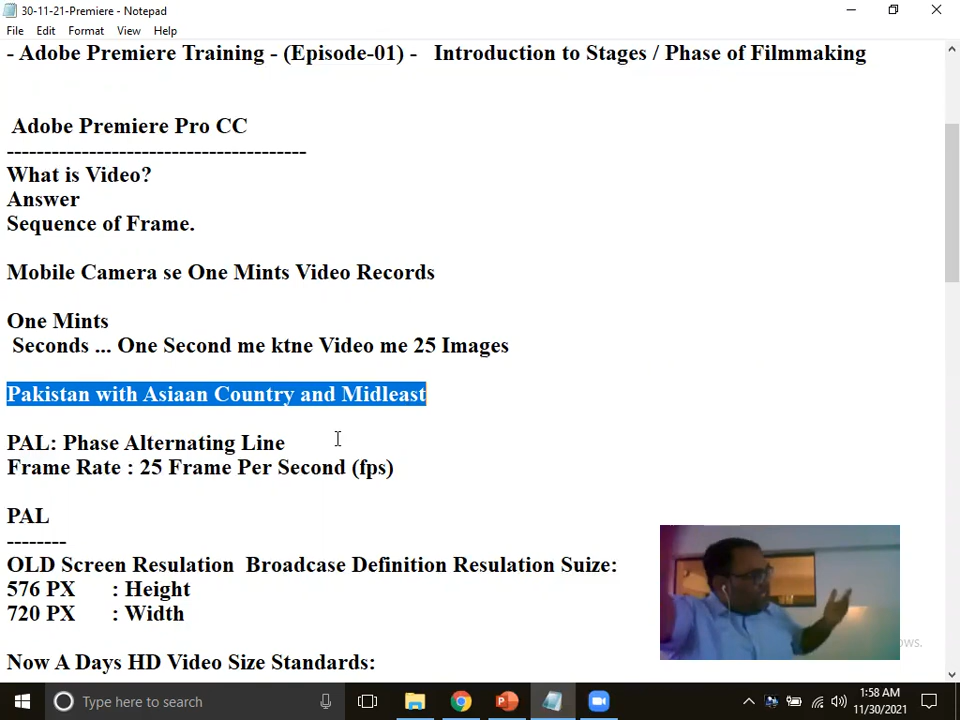 30-11-21-Premiere - Notepad
File Edit Format View Help
- Adobe Premiere Training - (Episode-01) - Introduction to Stages / Phase of Filmmaking
Adobe Premiere Pro CC
---------------------------------------
What is Video?
Answer
Sequence of Frame.
Mobile Camera se One Mints Video Records
One Mints
Seconds ... One Second me ktne Video me 25 Images
Pakistan with Asiaan Country and Midleast
PAL: Phase Alternating Line
Frame Rate : 25 Frame Per Second (fps)
PAL
--------
OLD Screen Resulation Broadcase Definition Resulation Suize:
576 PX : Height
720 PX : Width
Now A Days HD Video Size Standards:
Type here to search
1:58 AM
11/30/2021